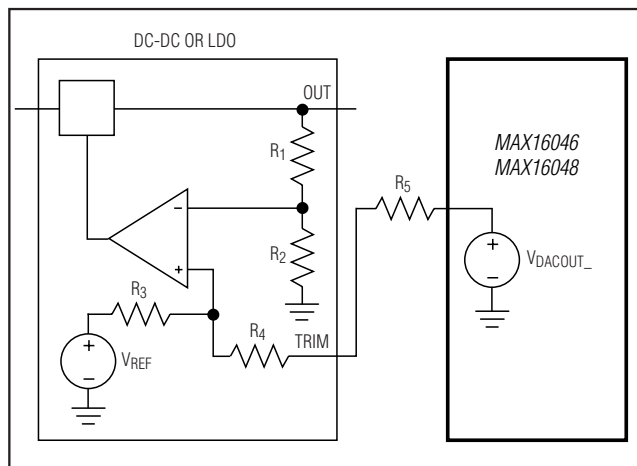 DC-DC OR LDO
OUT
R1
R5
MAX16046
MAX16048
−
R2
VDACOUT_
+
−
+
R3
R4
TRIM
VREF
+
−